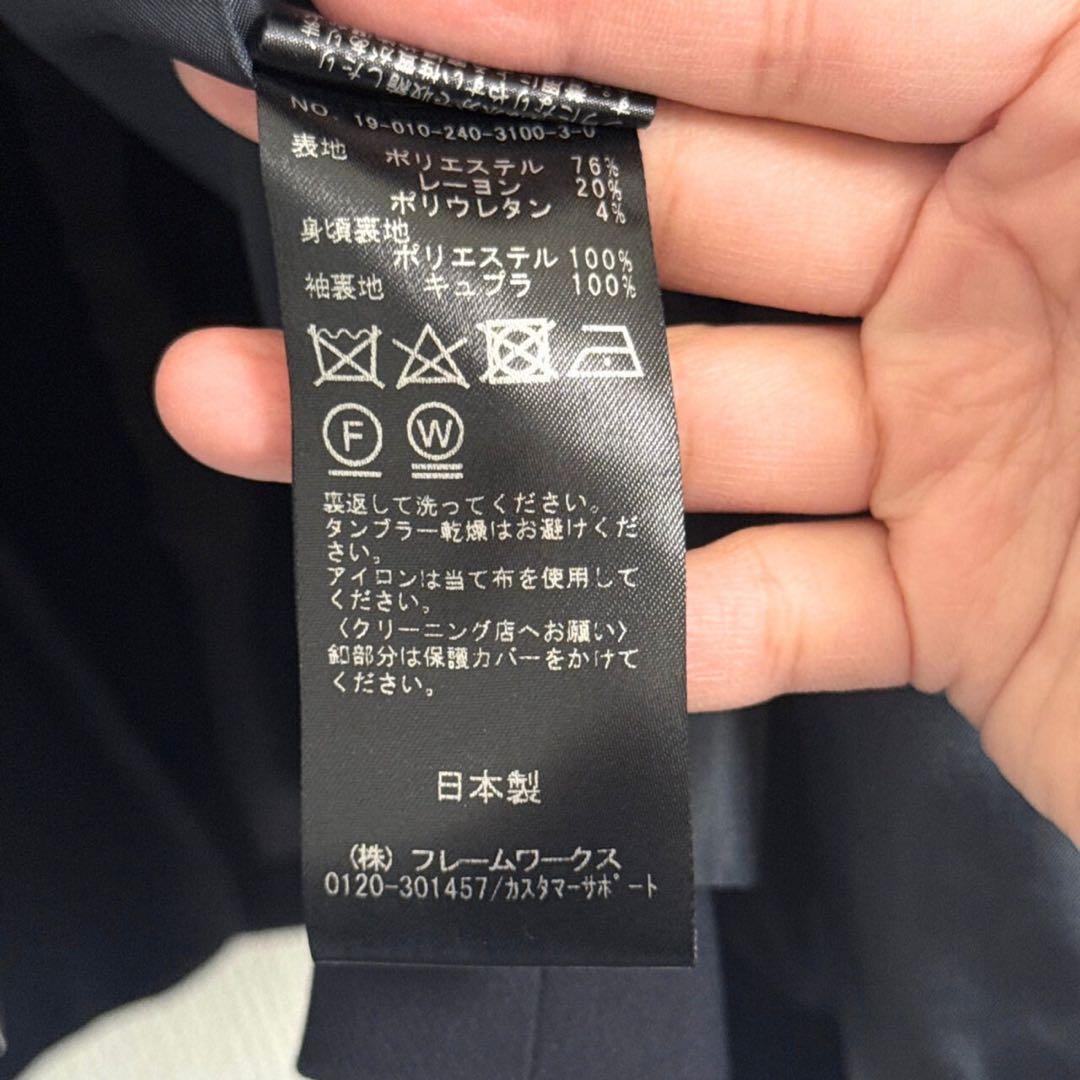 NO. 19-010-240-3100-3-0
表地 ポリエステル 76%
レーヨン 20%
ポリウレタン 4%
身頃裏地
ポリエステル 100%
袖裏地 キュプラ 100%
F W
裏返して洗ってください。
タンブラー乾燥はお避けくだ
さい。
アイロンは当て布を使用して
ください。
〈クリーニング店へお願い〉
釦部分は保護カバーをかけて
ください。
日本製
(株)フレームワークス
0120-301457/カスタマーサポート